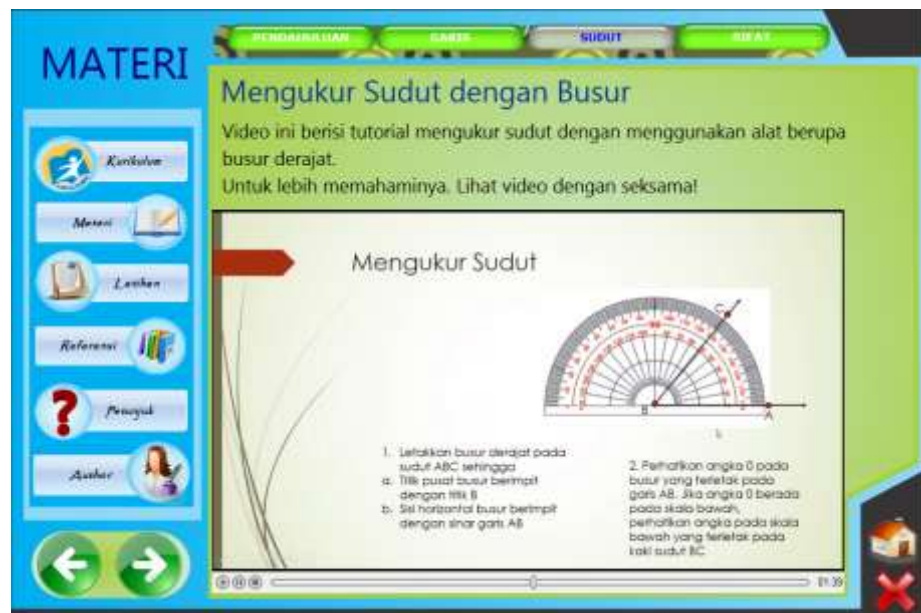 MATERI
PENDAHULUAN
GARIS
SUDUT
SIFAT
Mengukur Sudut dengan Busur
Video ini berisi tutorial mengukur sudut dengan menggunakan alat berupa
busur derajat.
Untuk lebih memahaminya. Lihat video dengan seksama!
Kurikulum
Materi
Latihan
Referensi
Petunjuk
Author
Mengukur Sudut
C
B
A
1. Letakkan busur derajat pada
sudut ABC sehingga
a. Titik pusat busur berimpit
dengan titik B
b. Sisi horizontal busur berimpit
dengan sinar garis AB
2. Perhatikan angka 0 pada
busur yang terletak pada
garis AB. Jika angka 0 berada
pada skala bawah,
perhatikan angka pada skala
bawah yang terletak pada
kaki sudut BC
01:39